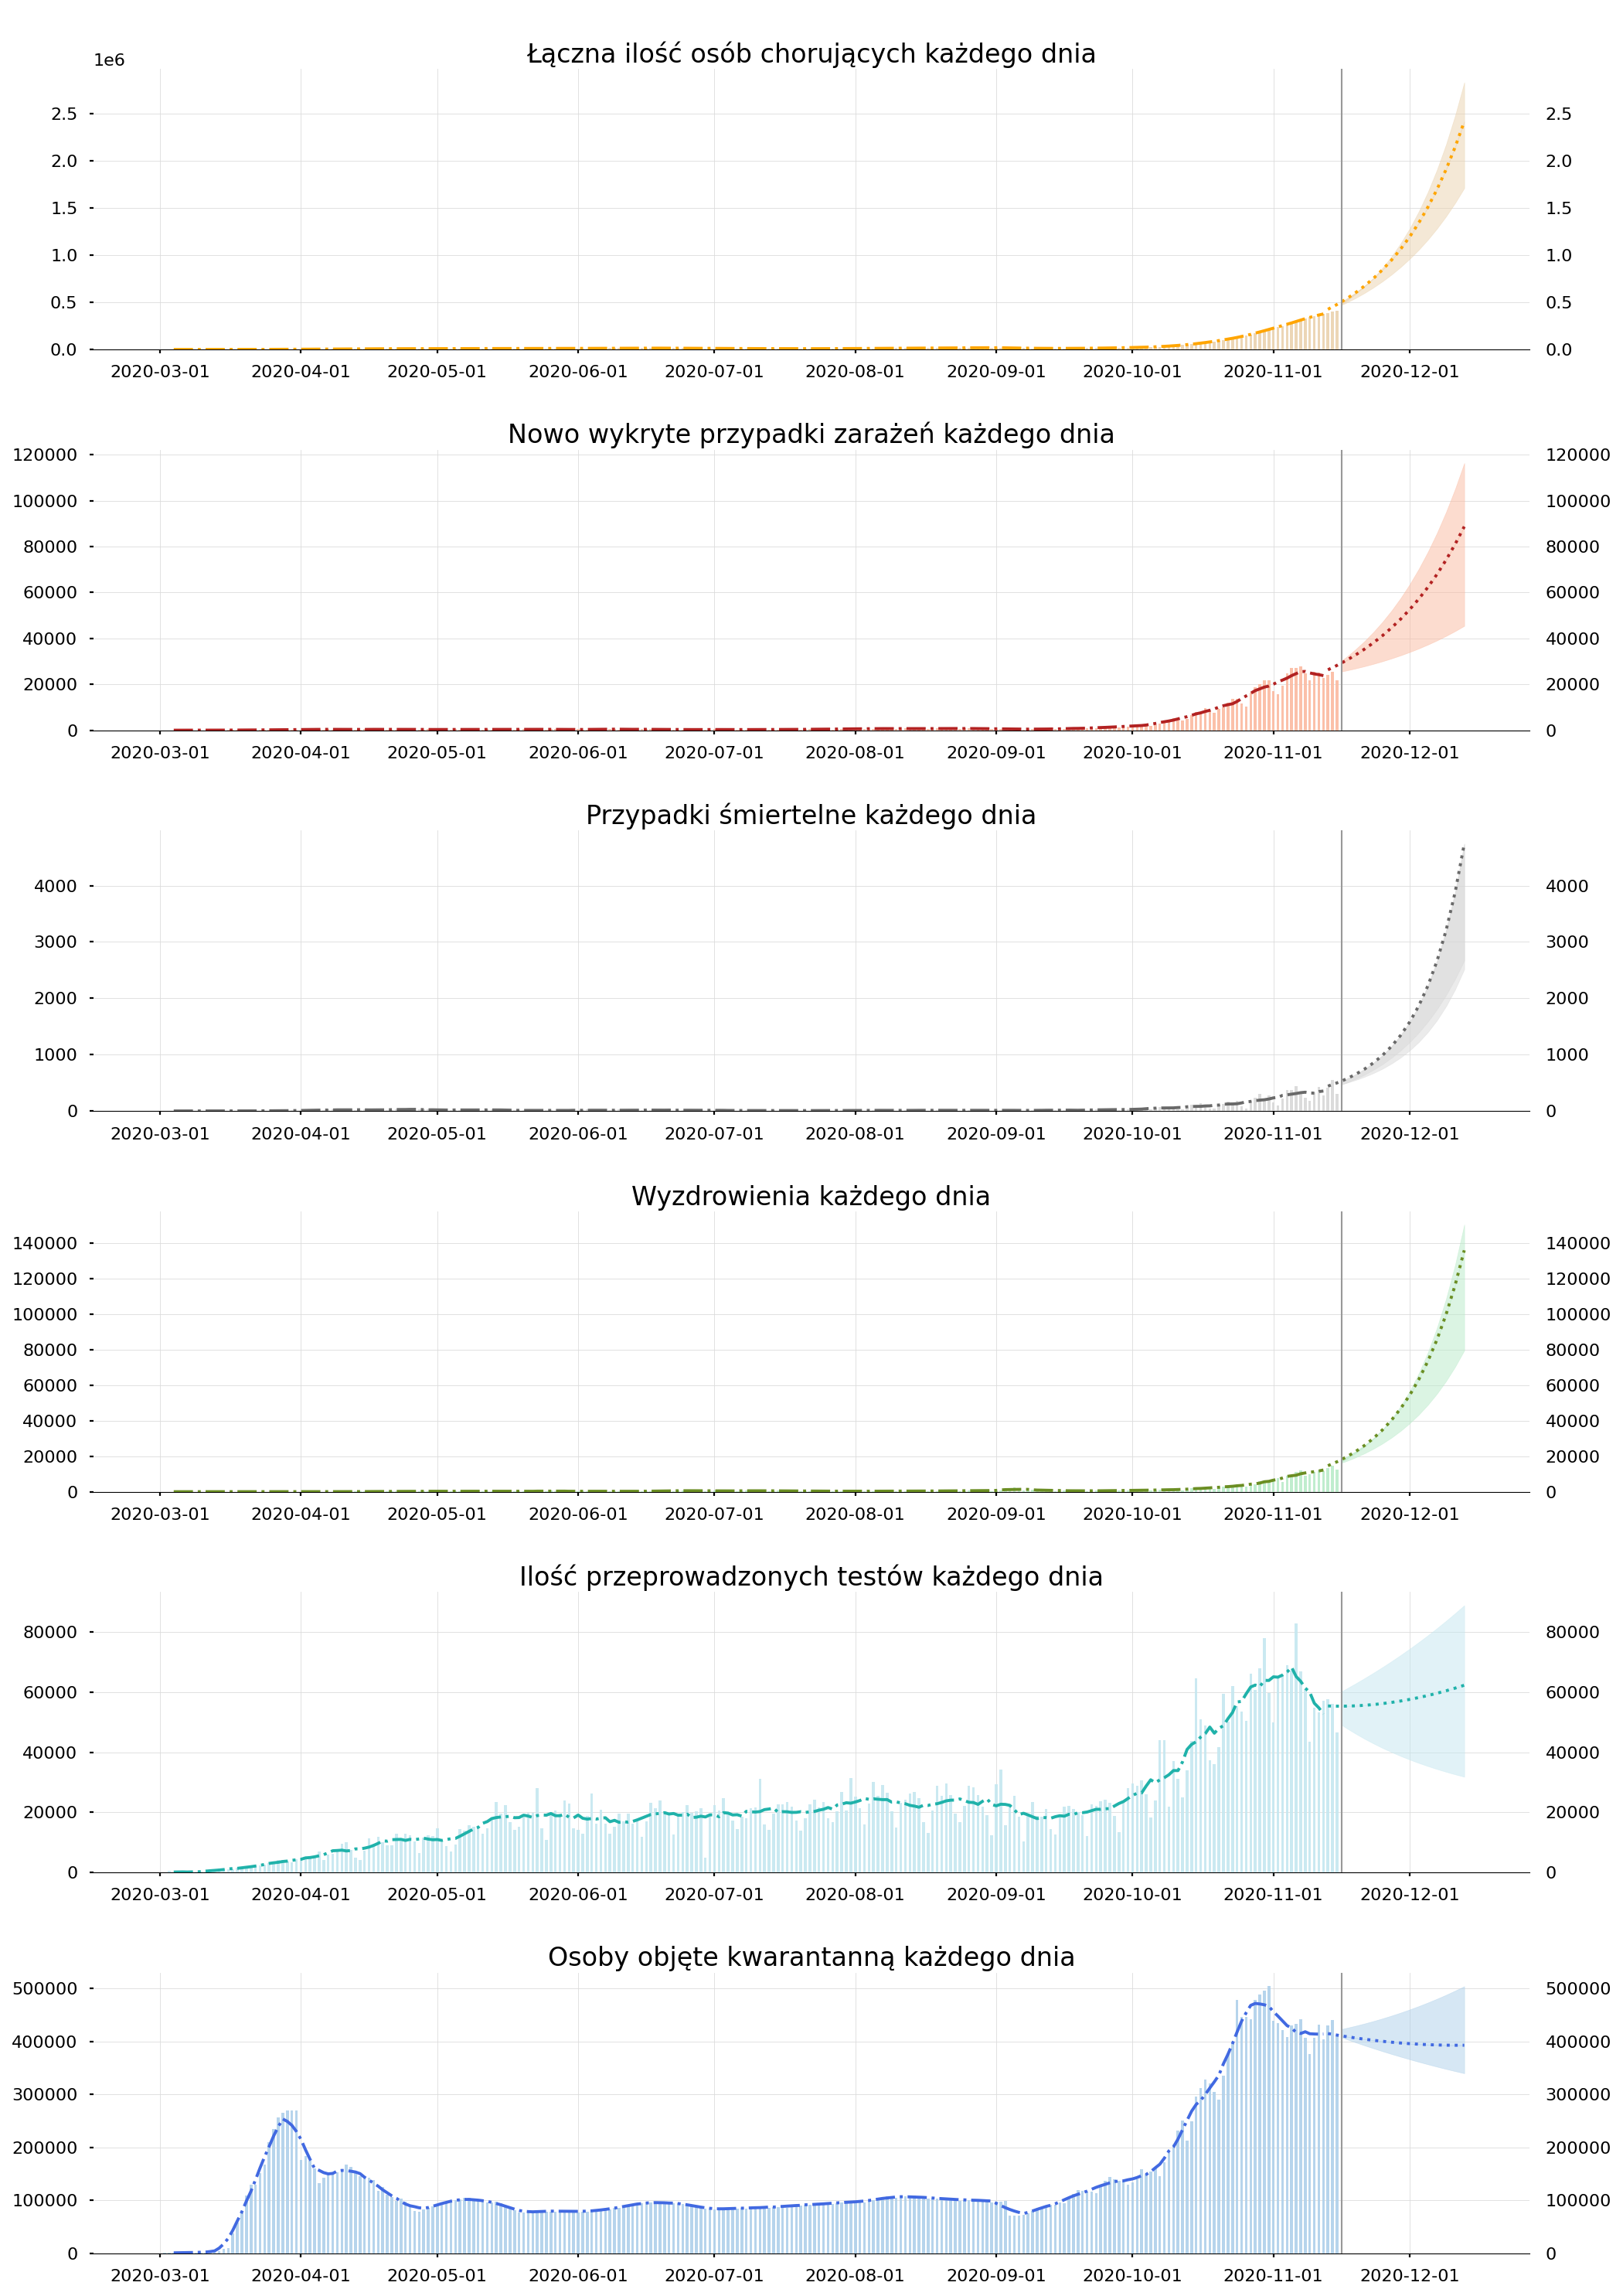 Łączna ilość osób chorujących każdego dnia
1e6
2.5 2.5
2.0 2.0
1.5 1.5
1.0 1.0
0.5 0.5
0.0 0.0
2020-03-01 2020-04-01 2020-05-01 2020-06-01 2020-07-01 2020-08-01 2020-09-01 2020-10-01 2020-11-01 2020-12-01
Nowo wykryte przypadki zarażeń każdego dnia
120000 120000
100000 100000
80000 80000
60000 60000
40000 40000
20000 20000
0 0
2020-03-01 2020-04-01 2020-05-01 2020-06-01 2020-07-01 2020-08-01 2020-09-01 2020-10-01 2020-11-01 2020-12-01
Przypadki śmiertelne każdego dnia
4000 4000
3000 3000
2000 2000
1000 1000
0 0
2020-03-01 2020-04-01 2020-05-01 2020-06-01 2020-07-01 2020-08-01 2020-09-01 2020-10-01 2020-11-01 2020-12-01
Wyzdrowienia każdego dnia
140000 140000
120000 120000
100000 100000
80000 80000
60000 60000
40000 40000
20000 20000
0 0
2020-03-01 2020-04-01 2020-05-01 2020-06-01 2020-07-01 2020-08-01 2020-09-01 2020-10-01 2020-11-01 2020-12-01
Ilość przeprowadzonych testów każdego dnia
80000 80000
60000 60000
40000 40000
20000 20000
0 0
2020-03-01 2020-04-01 2020-05-01 2020-06-01 2020-07-01 2020-08-01 2020-09-01 2020-10-01 2020-11-01 2020-12-01
Osoby objęte kwarantanną każdego dnia
500000 500000
400000 400000
300000 300000
200000 200000
100000 100000
0 0
2020-03-01 2020-04-01 2020-05-01 2020-06-01 2020-07-01 2020-08-01 2020-09-01 2020-10-01 2020-11-01 2020-12-01